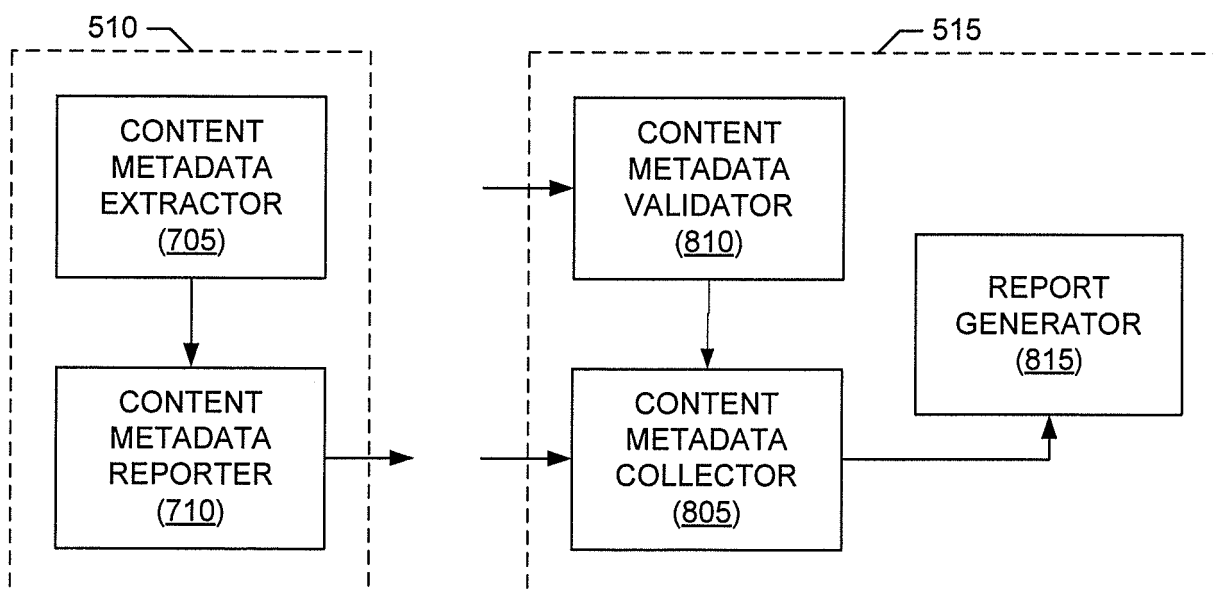 510
515
CONTENT
METADATA
EXTRACTOR
(705)
CONTENT
METADATA
REPORTER
(710)
CONTENT
METADATA
VALIDATOR
(810)
CONTENT
METADATA
COLLECTOR
(805)
REPORT
GENERATOR
(815)